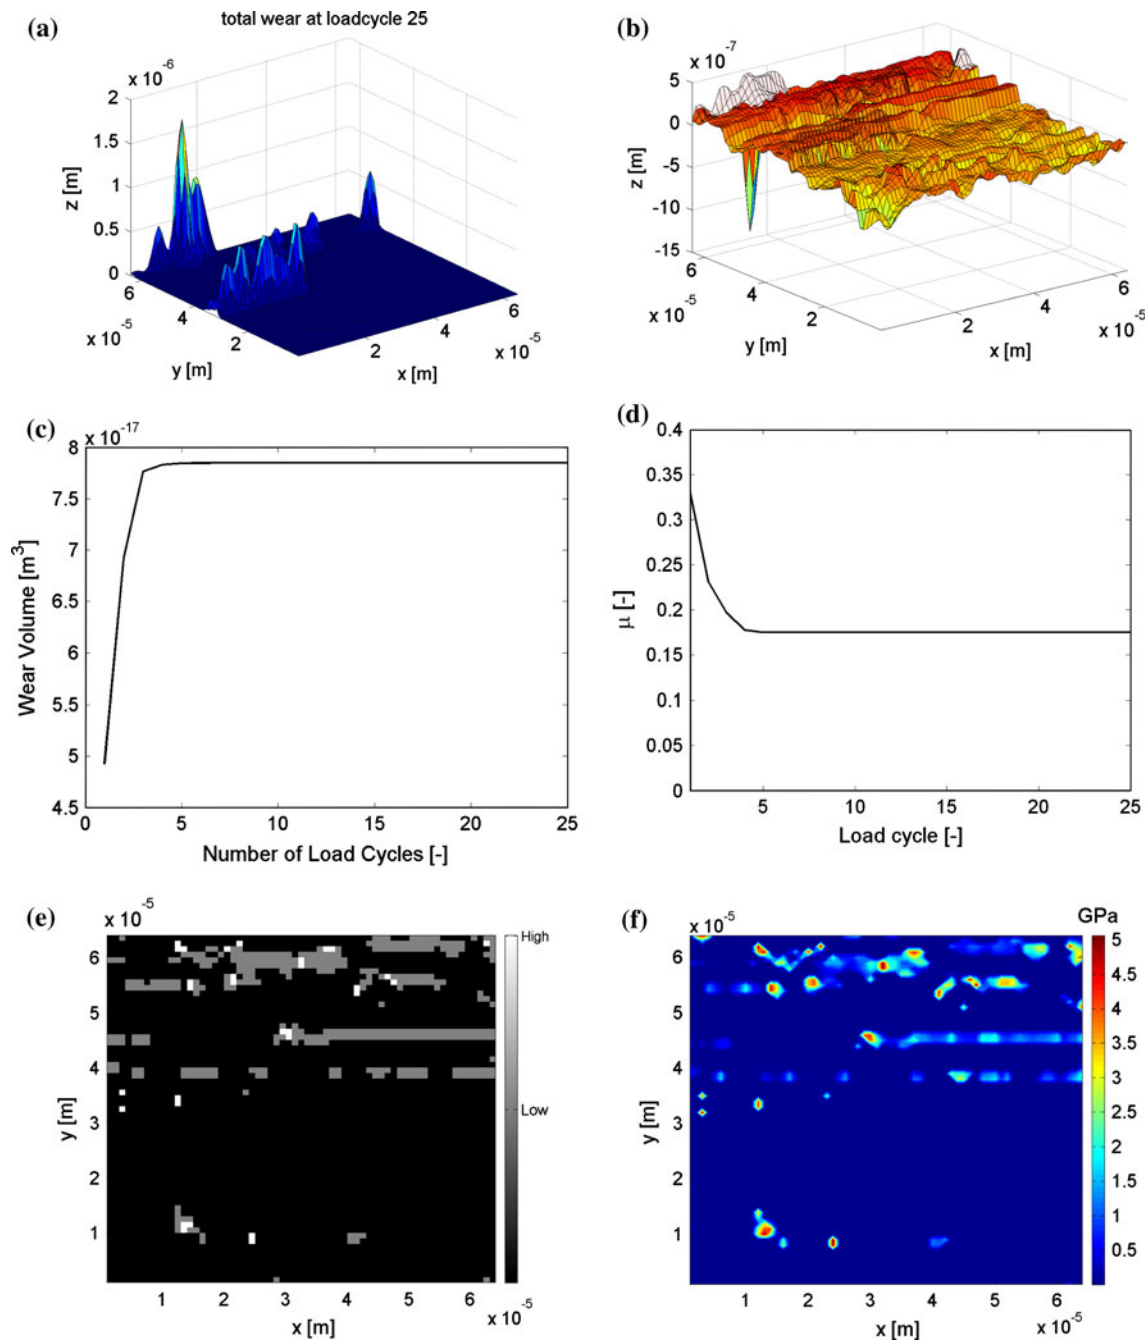 (a)
total wear at loadcycle 25
x 10^-6
2
1.5
1
0.5
0
z [m]
6
4
2
x 10^-5
y [m]
2
4
6
x 10^-5
x [m]
(b)
x 10^-7
5
0
-5
-10
-15
z [m]
6
4
2
y [m]
2
4
6
x 10^-5
x [m]
(c)
x 10^-17
8
7.5
7
6.5
6
5.5
5
4.5
Wear Volume [m^3]
0 5 10 15 20 25
Number of Load Cycles [-]
(d)
0.4
0.35
0.3
0.25
0.2
0.15
0.1
0.05
0
μ [-]
5 10 15 20 25
Load cycle [-]
(e)
x 10^-5
6
5
4
3
2
1
y [m]
1 2 3 4 5 6
x 10^-5
x [m]
High
Low
(f)
x 10^-5
6
5
4
3
2
1
y [m]
1 2 3 4 5 6
x 10^-5
x [m]
GPa
5
4.5
4
3.5
3
2.5
2
1.5
1
0.5